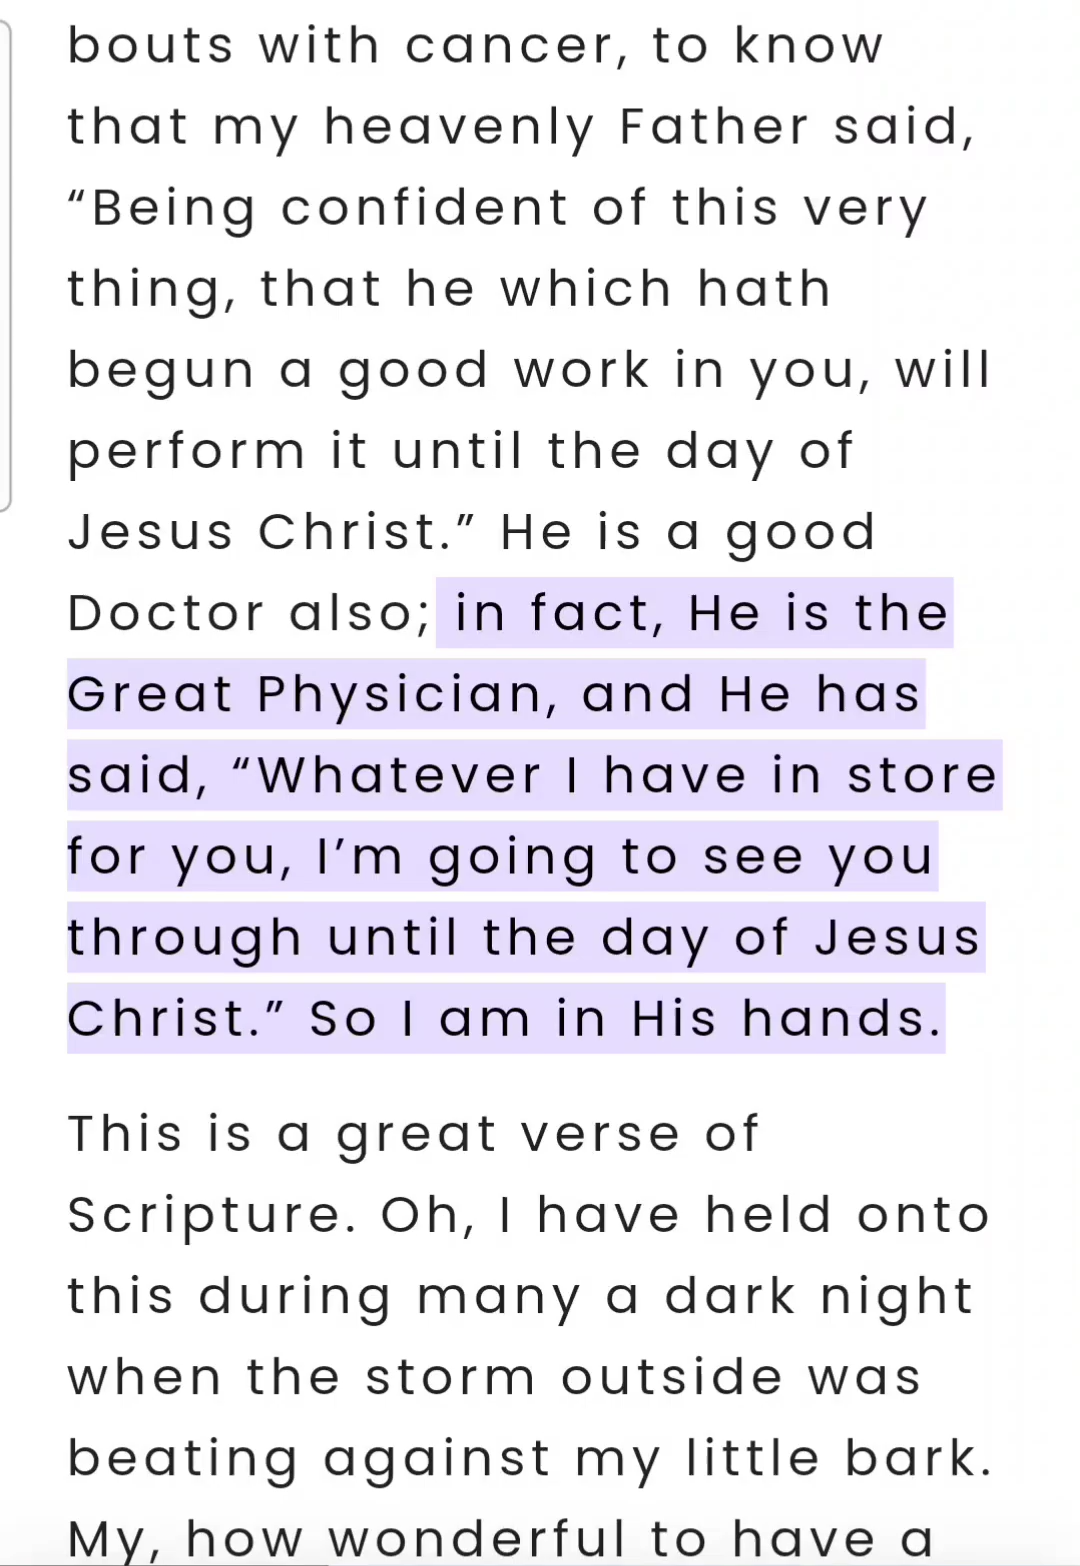 bouts with cancer, to know
that my heavenly Father said,
“Being confident of this very
thing, that he which hath
begun a good work in you, will
perform it until the day of
Jesus Christ.” He is a good
Doctor also; in fact, He is the
Great Physician, and He has
said, “Whatever I have in store
for you, I’m going to see you
through until the day of Jesus
Christ.” So I am in His hands.
This is a great verse of
Scripture. Oh, I have held onto
this during many a dark night
when the storm outside was
beating against my little bark.
My, how wonderful to have a